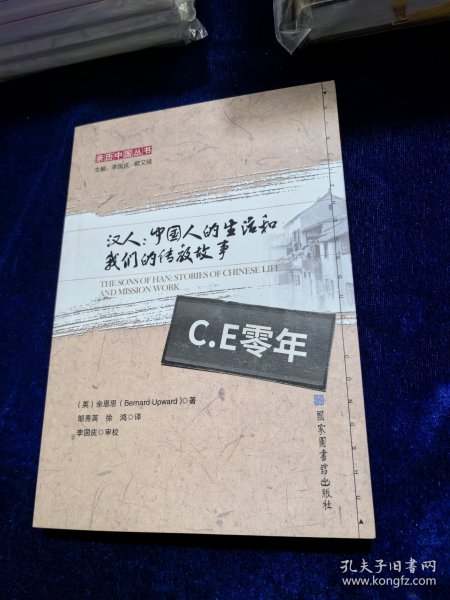 亲历中国丛书
主编：李国庆 郭又陵
汉人：中国人的生活和
我们的传教故事
THE SONS OF HAN: STORIES OF CHINESE LIFE
AND MISSION WORK
C.E零年
（英）余恩思（Bernard Upward）◎著
邹秀英 徐鸿◎译
李国庆◎审校
国家图书馆出版社
CONGSHU
孔夫子旧书网
www.kongfz.com